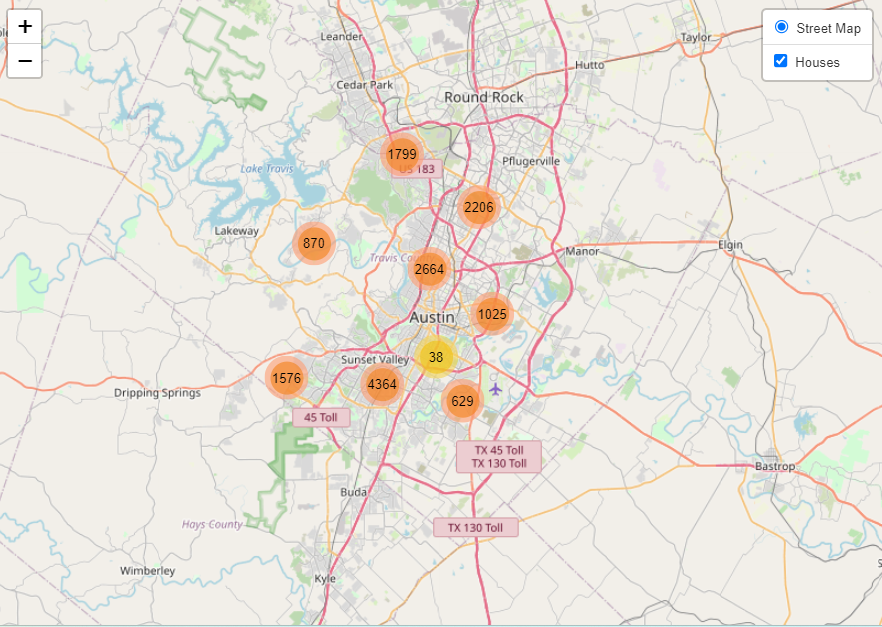 +
−
Street Map
Houses
Leander
Taylor
Hutto
Cedar Park
Round Rock
1799
US 183
Pflugerville
Lake Travis
2206
Lakeway
870
Elgin
Manor
Travis Cou
2664
Austin
1025
Sunset Valley
38
1576
4364
Dripping Springs
629
45 Toll
TX 45 Toll
TX 130 Toll
Bastrop
Buda
Hays County
TX 130 Toll
Wimberley
Kyle